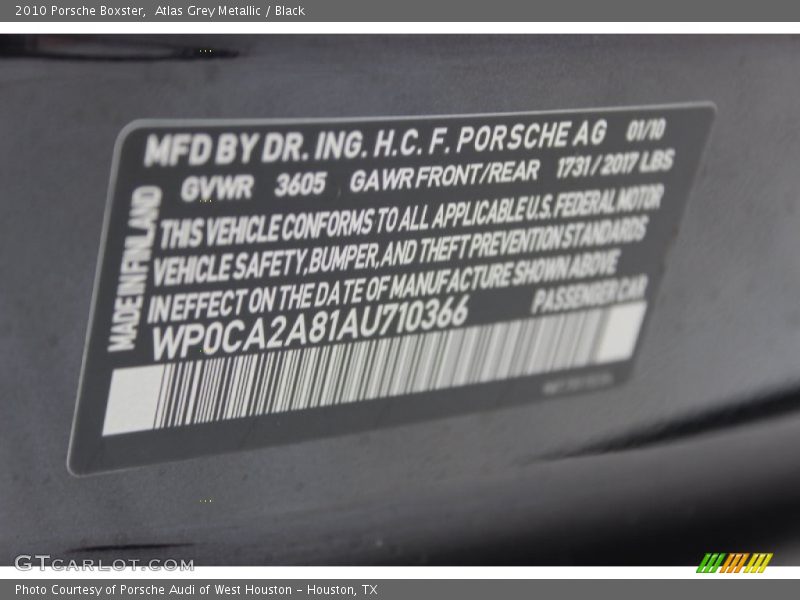 2010 Porsche Boxster,  Atlas Grey Metallic / Black
MFD BY DR. ING. H.C. F. PORSCHE AG 01/10
GVWR 3605 GAWR FRONT/REAR 1731/2017 LBS
THIS VEHICLE CONFORMS TO ALL APPLICABLE U.S. FEDERAL MOTOR
VEHICLE SAFETY, BUMPER, AND THEFT PREVENTION STANDARDS
IN EFFECT ON THE DATE OF MANUFACTURE SHOWN ABOVE
WP0CA2A81AU710366 PASSENGER CAR
MADE IN FINLAND
GTCARLOT.COM
Photo Courtesy of Porsche Audi of West Houston – Houston, TX